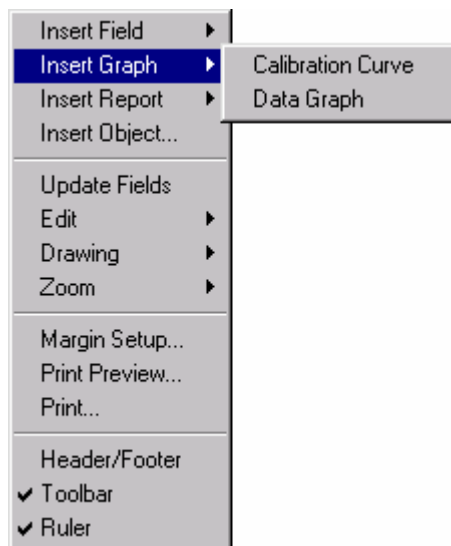 Insert Field
Insert Graph
Calibration Curve
Insert Report
Data Graph
Insert Object...
Update Fields
Edit
Drawing
Zoom
Margin Setup...
Print Preview...
Print...
Header/Footer
Toolbar
Ruler